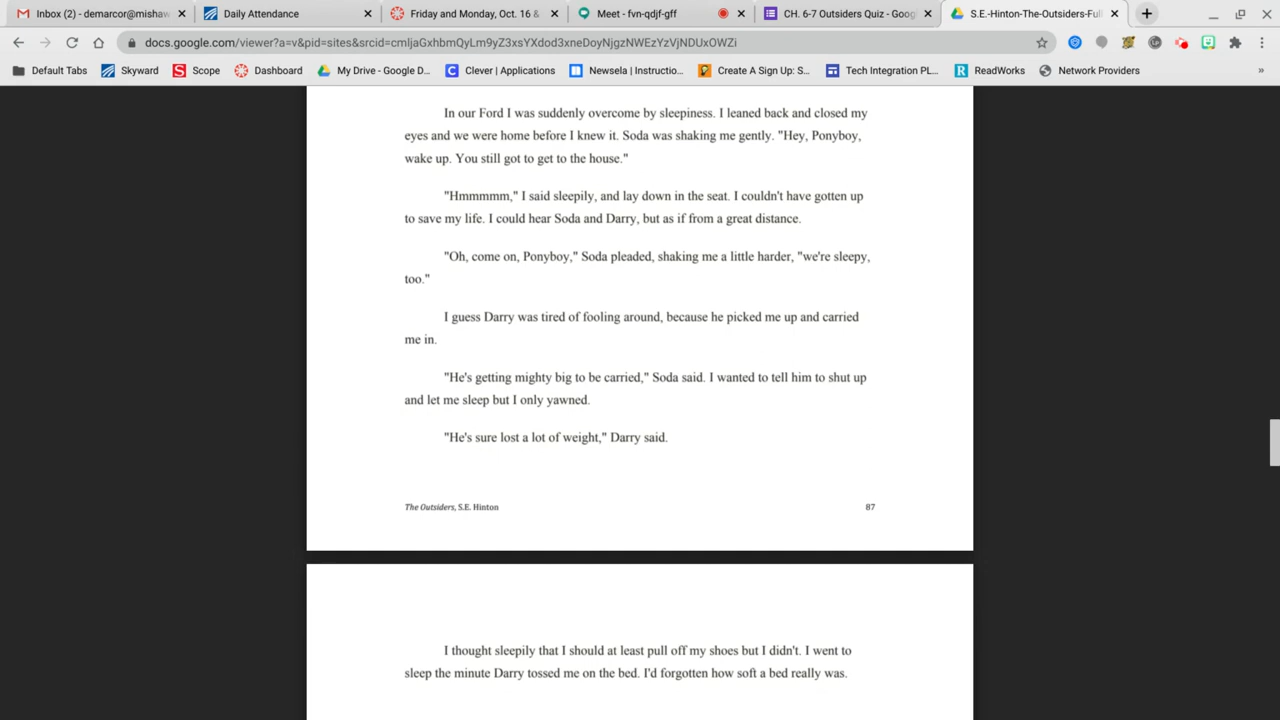 Inbox (2) - demarcor@mishaw
Daily Attendance
Friday and Monday, Oct. 16 &
Meet - fvn-qdjf-gff
CH. 6-7 Outsiders Quiz - Goog
S.E.-Hinton-The-Outsiders-Full
docs.google.com/viewer?a=v&pid=sites&srcid=cmljaGxhbmQyLm9yZ3xsYXdod3xneDoyNjgzNWEzYzVjNDUxOWZi
Default Tabs
Skyward
Scope
Dashboard
My Drive - Google D...
Clever | Applications
Newsela | Instructio...
Create A Sign Up: S...
Tech Integration PL...
ReadWorks
Network Proverbs
»
In our Ford I was suddenly overcome by sleepiness. I leaned back and closed my
eyes and we were home before I knew it. Soda was shaking me gently. "Hey, Ponyboy,
wake up. You still got to get to the house."
"Hmmmmm," I said sleepily, and lay down in the seat. I couldn't have gotten up
to save my life. I could hear Soda and Darry, but as if from a great distance.
"Oh, come on, Ponyboy," Soda pleaded, shaking me a little harder, "we're sleepy,
too."
I guess Darry was tired of fooling around, because he picked me up and carried
me in.
"He's getting mighty big to be carried," Soda said. I wanted to tell him to shut up
and let me sleep but I only yawned.
"He's sure lost a lot of weight," Darry said.
The Outsiders, S.E. Hinton 87
I thought sleepily that I should at least pull off my shoes but I didn't. I went to
sleep the minute Darry tossed me on the bed. I'd forgotten how soft a bed really was.